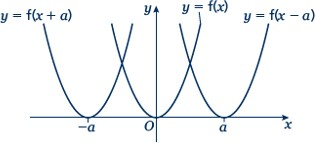 y = f(x + a)
y
y = f(x)
y = f(x − a)
−a
O
a
x